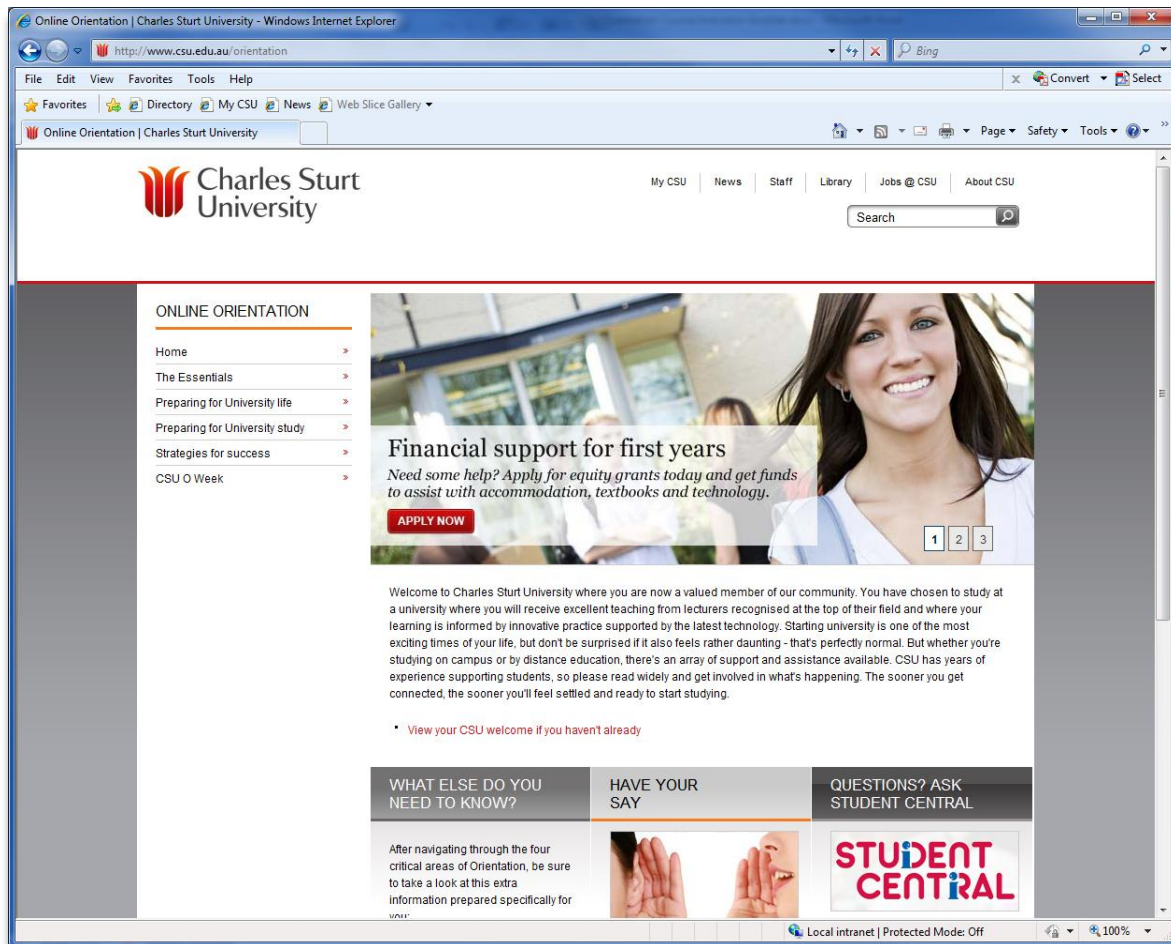 Online Orientation | Charles Sturt University - Windows Internet Explorer
http://www.csu.edu.au/orientation
Bing
File Edit View Favorites Tools Help
x Convert Select
Favorites Directory My CSU News Web Slice Gallery
Online Orientation | Charles Sturt University
Page Safety Tools
Charles Sturt
University
My CSU News Staff Library Jobs @ CSU About CSU
Search
ONLINE ORIENTATION
Home
The Essentials
Preparing for University life
Preparing for University study
Strategies for success
CSU O Week
Financial support for first years
Need some help? Apply for equity grants today and get funds
to assist with accommodation, textbooks and technology.
APPLY NOW
1 2 3
Welcome to Charles Sturt University where you are now a valued member of our community. You have chosen to study at
a university where you will receive excellent teaching from lecturers recognised at the top of their field and where your
learning is informed by innovative practice supported by the latest technology. Starting university is one of the most
exciting times of your life, but don't be surprised if it also feels rather daunting - that's perfectly normal. But whether you're
studying on campus or by distance education, there's an array of support and assistance available. CSU has years of
experience supporting students, so please read widely and get involved in what's happening. The sooner you get
connected, the sooner you'll feel settled and ready to start studying.
View your CSU welcome if you haven't already
WHAT ELSE DO YOU
NEED TO KNOW?
After navigating through the four
critical areas of Orientation, be sure
to take a look at this extra
information prepared specifically for
you:
HAVE YOUR
SAY
QUESTIONS? ASK
STUDENT CENTRAL
STUDENT
CENTRAL
Local intranet | Protected Mode: Off
100%